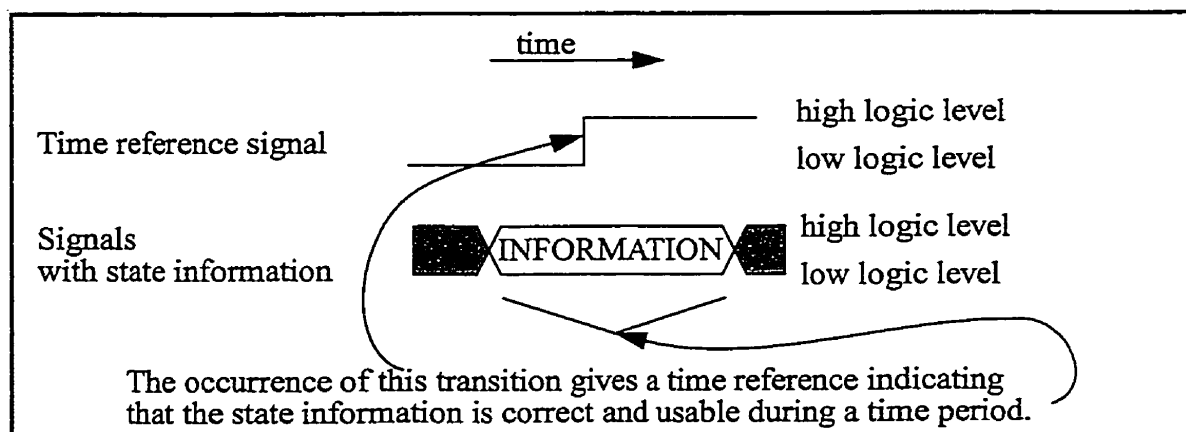 time
Time reference signal
high logic level
low logic level
Signals
with state information
INFORMATION
high logic level
low logic level
The occurrence of this transition gives a time reference indicating
that the state information is correct and usable during a time period.